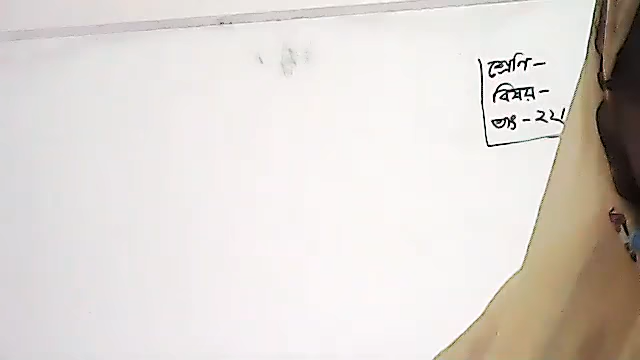 শ্রেণি -
বিষয় -
তাং - ২২